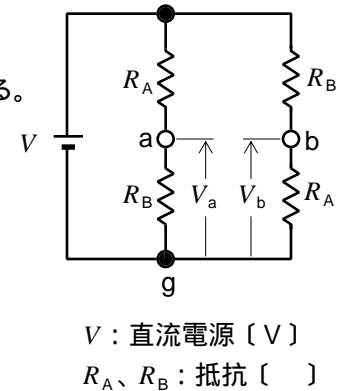 る。
R_A R_B
V a b
R_B V_a V_b R_A
g
V：直流電源〔V〕
R_A、R_B：抵抗〔　〕